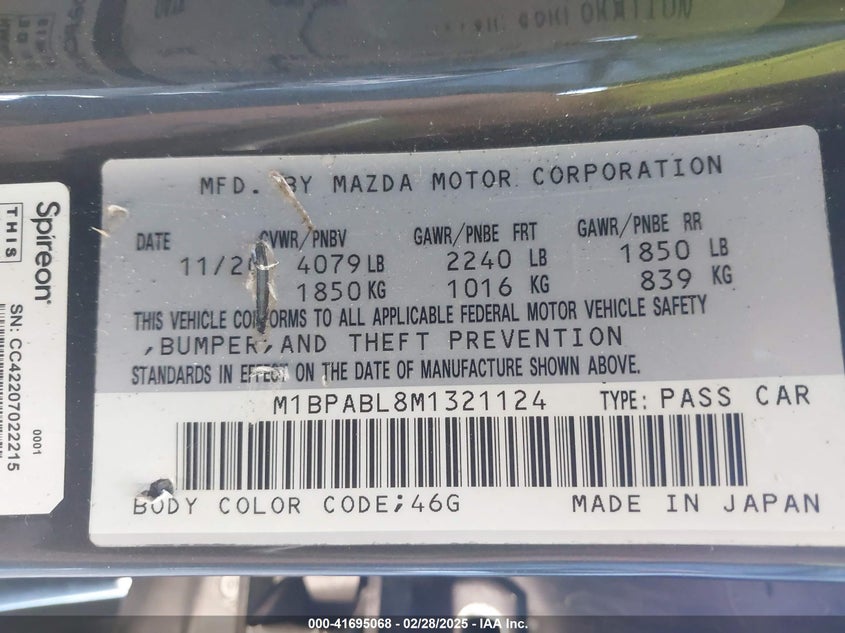 MFD. BY MAZDA MOTOR CORPORATION
DATE GVWR/PNBV GAWR/PNBE FRT GAWR/PNBE RR
4079 LB 2240 LB 1850 LB
1850 KG 1016 KG 839 KG
THIS VEHICLE CONFORMS TO ALL APPLICABLE FEDERAL MOTOR VEHICLE SAFETY
,BUMPER,AND THEFT PREVENTION
STANDARDS IN EFFECT ON THE DATE OF MANUFACTURE SHOWN ABOVE.
M1BPABL8M1321124 TYPE: PASS CAR
BODY COLOR CODE;46G MADE IN JAPAN
Spireon®
THIS
SN: CC42207022215
0001
000-41695068 / 02/28/2025 - IAA Inc.